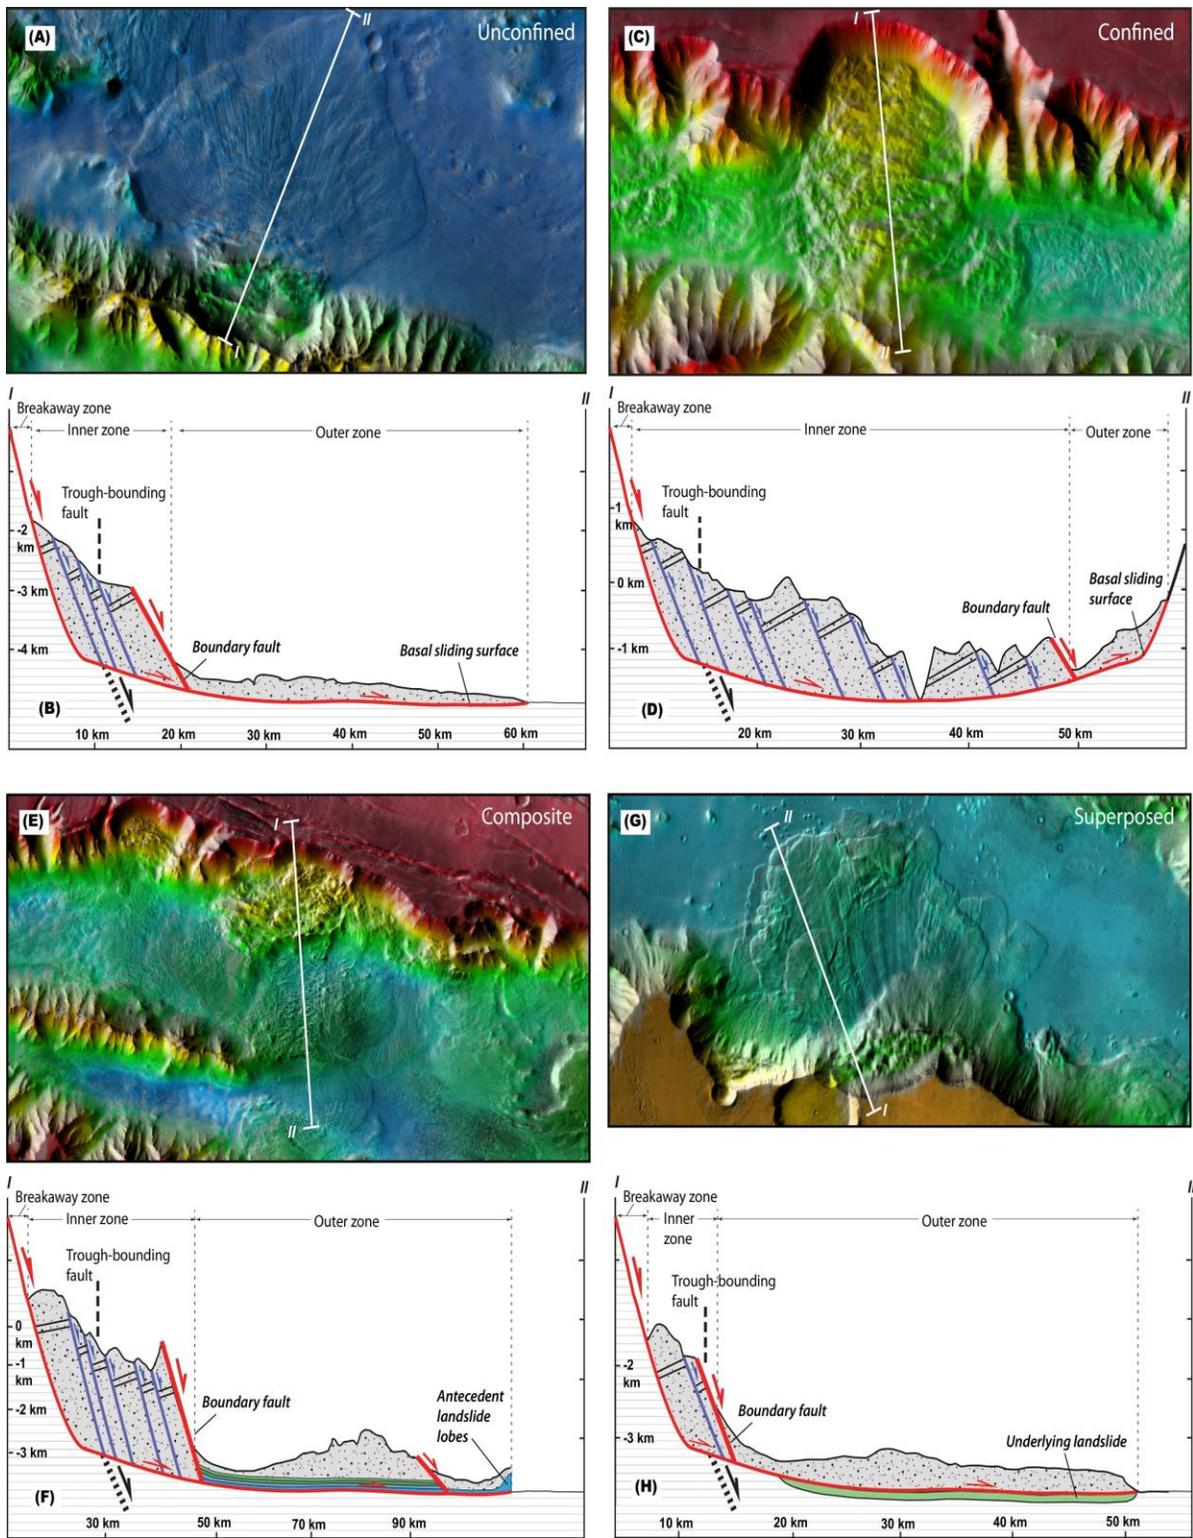 (A)
II
Unconfined
I
(C)
I
Confined
II
I
II
Breakaway zone
Inner zone
Outer zone
Trough-bounding
fault
-2
km
-3 km
-4 km
Boundary fault
Basal sliding surface
(B)
10 km
20 km
30 km
40 km
50 km
60 km
I
II
Breakaway zone
Inner zone
Outer zone
Trough-bounding
fault
1
km
0 km
-1 km
Boundary fault
Basal sliding
surface
(D)
20 km
30 km
40 km
50 km
(E)
I
Composite
II
(G)
II
Superposed
I
I
II
Breakaway zone
Inner zone
Outer zone
Trough-bounding
fault
0
km
-1
km
-2 km
-3 km
Boundary fault
Antecedent
landslide
lobes
(F)
30 km
50 km
70 km
90 km
I
II
Breakaway zone
Inner
zone
Outer zone
Trough-bounding
fault
-2
km
-3 km
Boundary fault
Underlying landslide
(H)
10 km
20 km
30 km
40 km
50 km